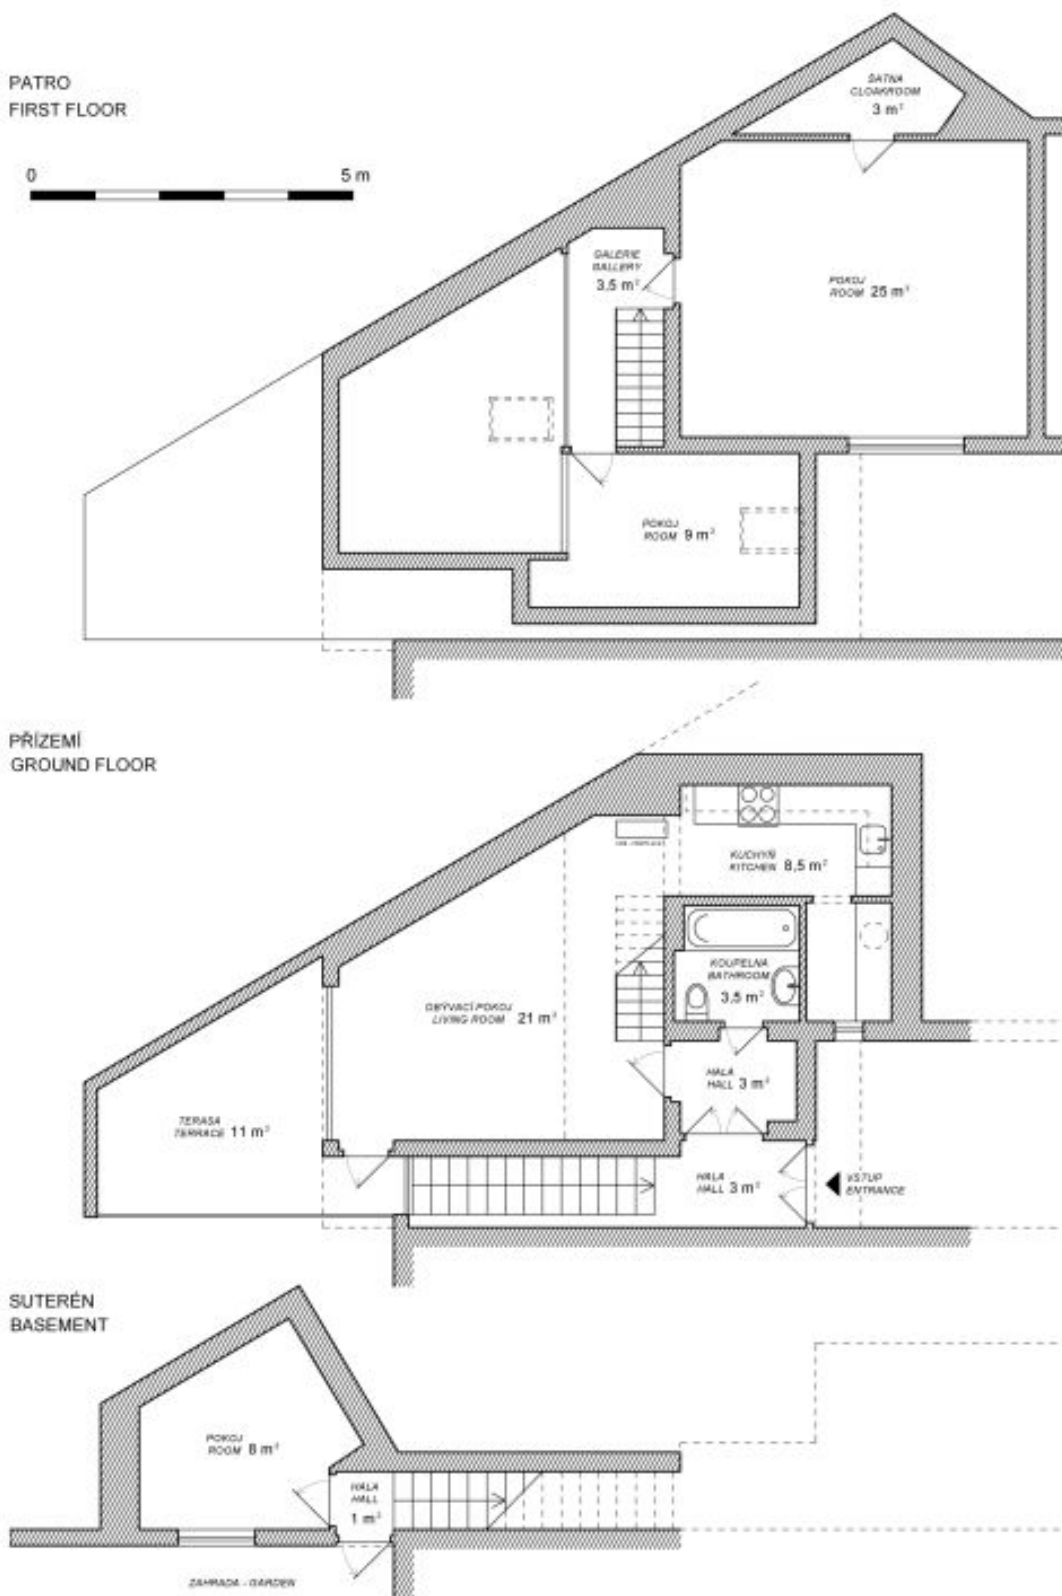 PATRO
FIRST FLOOR
0 5 m
ŠATNA
CLOAKROOM
3 m²
GALERIE
GALLERY
3,5 m²
POKOJ
ROOM 25 m²
POKOJ
ROOM 9 m²
PŘÍZEMÍ
GROUND FLOOR
KUCHYŇ
KITCHEN 8,5 m²
KOUPELNA
BATHROOM
3,5 m²
OBÝVACÍ POKOJ
LIVING ROOM 21 m²
HALA
HALL 3 m²
TERASA
TERRACE 11 m²
HALA
HALL 3 m²
VSTUP
ENTRANCE
SUTERÉN
BASEMENT
POKOJ
ROOM 8 m²
HALA
HALL
1 m²
ZAHRADA - GARDEN